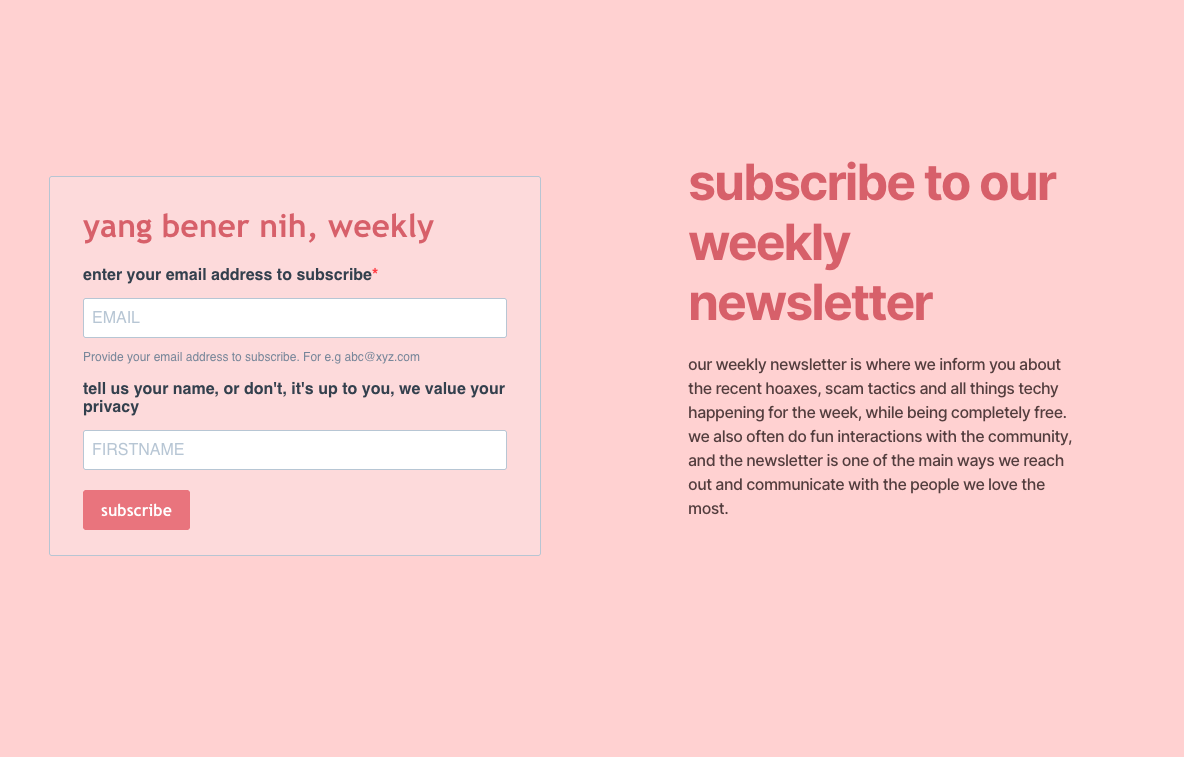 yang bener nih, weekly
enter your email address to subscribe*
EMAIL
Provide your email address to subscribe. For e.g abc@xyz.com
tell us your name, or don't, it's up to you, we value your
privacy
FIRSTNAME
subscribe
subscribe to our
weekly
newsletter
our weekly newsletter is where we inform you about
the recent hoaxes, scam tactics and all things techy
happening for the week, while being completely free.
we also often do fun interactions with the community,
and the newsletter is one of the main ways we reach
out and communicate with the people we love the
most.